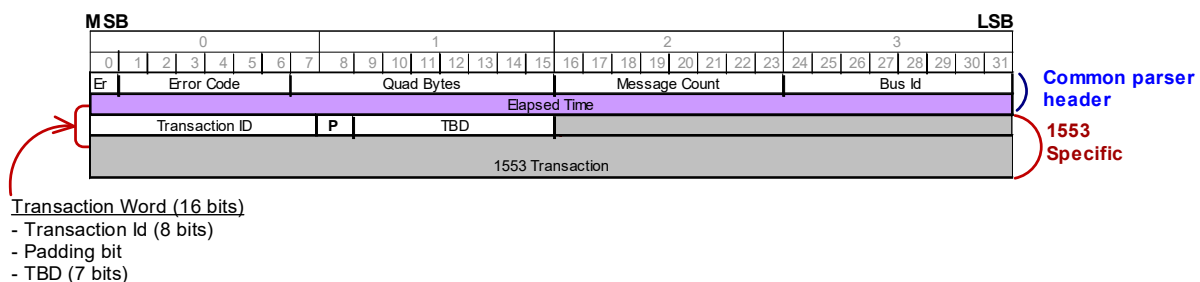 MSB LSB
0 1 2 3
0 1 2 3 4 5 6 7 8 9 10 11 12 13 14 15 16 17 18 19 20 21 22 23 24 25 26 27 28 29 30 31
Er Error Code Quad Bytes Message Count Bus Id
Elapsed Time
Transaction ID P TBD
1553 Transaction
Common parser
header
1553
Specific
Transaction Word (16 bits)
- Transaction Id (8 bits)
- Padding bit
- TBD (7 bits)